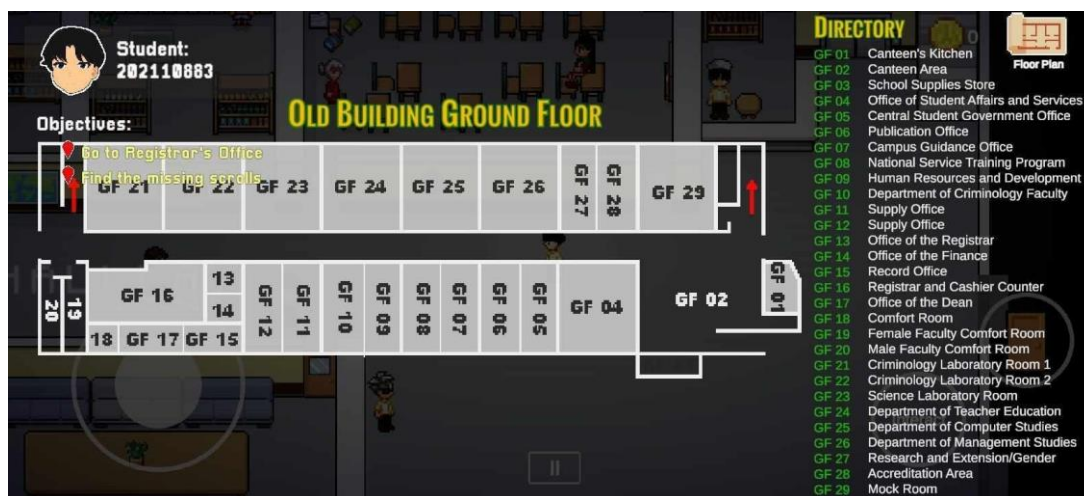 Student:
202110883
Objectives:
Go to Registrar's Office
Find the missing scrolls
OLD BUILDING GROUND FLOOR
GF 21
GF 22
GF 23
GF 24
GF 25
GF 26
GF 27
GF 28
GF 29
20
19
GF 16
13
14
18
GF 17
GF 15
GF 12
GF 11
GF 10
GF 09
GF 08
GF 07
GF 06
GF 05
GF 04
GF 02
GF 01
DIRECTORY
0
Floor Plan
GF 01 Canteen's Kitchen
GF 02 Canteen Area
GF 03 School Supplies Store
GF 04 Office of Student Affairs and Services
GF 05 Central Student Government Office
GF 06 Publication Office
GF 07 Campus Guidance Office
GF 08 National Service Training Program
GF 09 Human Resources and Development
GF 10 Department of Criminology Faculty
GF 11 Supply Office
GF 12 Supply Office
GF 13 Office of the Registrar
GF 14 Office of the Finance
GF 15 Record Office
GF 16 Registrar and Cashier Counter
GF 17 Office of the Dean
GF 18 Comfort Room
GF 19 Female Faculty Comfort Room
GF 20 Male Faculty Comfort Room
GF 21 Criminology Laboratory Room 1
GF 22 Criminology Laboratory Room 2
GF 23 Science Laboratory Room
GF 24 Department of Teacher Education
GF 25 Department of Computer Studies
GF 26 Department of Management Studies
GF 27 Research and Extension/Gender
GF 28 Accreditation Area
GF 29 Mock Room